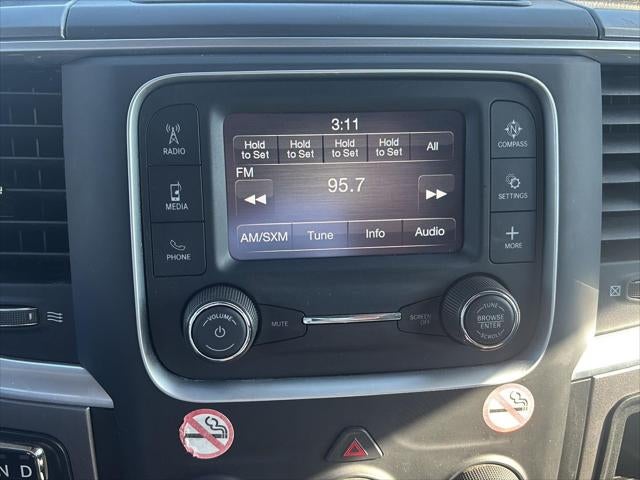 3:11
Hold to Set
Hold to Set
Hold to Set
Hold to Set
All
FM
95.7
AM/SXM
Tune
Info
Audio
RADIO
MEDIA
PHONE
COMPASS
SETTINGS
MORE
VOLUME
MUTE
SCREEN OFF
TUNE
BROWSE
ENTER
SCROLL
N D